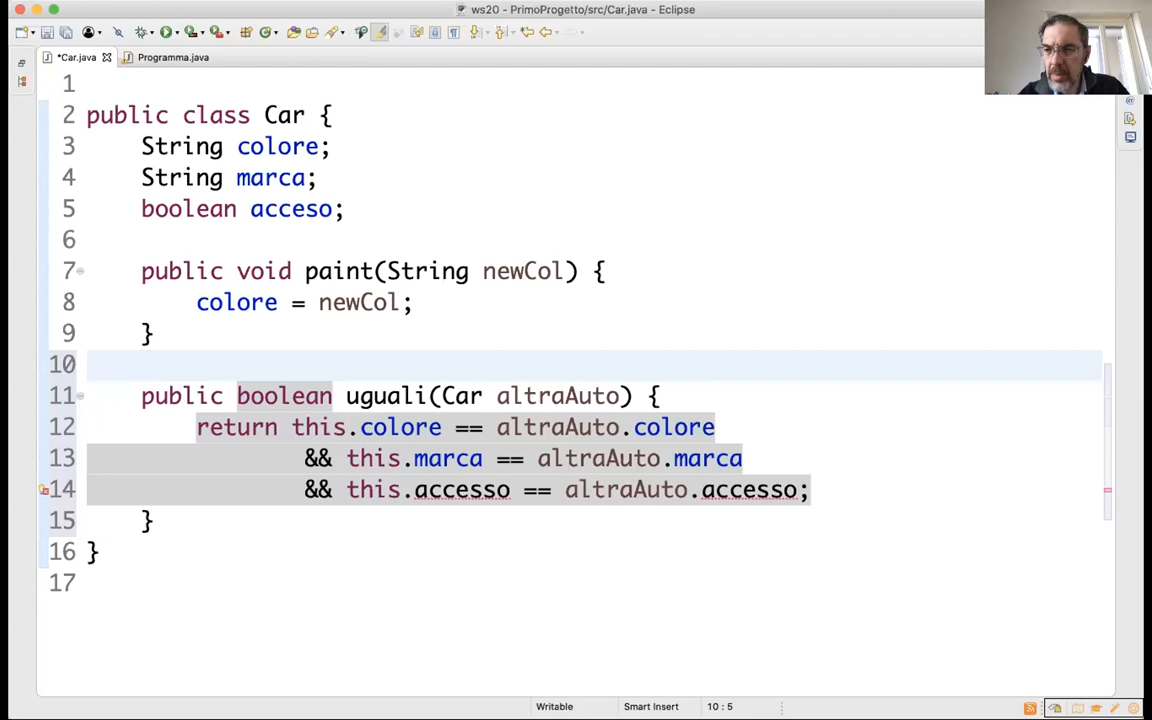 ws20 - PrimoProgetto/src/Car.java - Eclipse
*Car.java
Programma.java
1
2 public class Car {
3 String colore;
4 String marca;
5 boolean acceso;
6
7 public void paint(String newCol) {
8 colore = newCol;
9 }
10
11 public boolean uguali(Car altraAuto) {
12 return this.colore == altraAuto.colore
13 && this.marca == altraAuto.marca
14 && this.accesso == altraAuto.accesso;
15 }
16 }
17
Writable Smart Insert 10 : 5